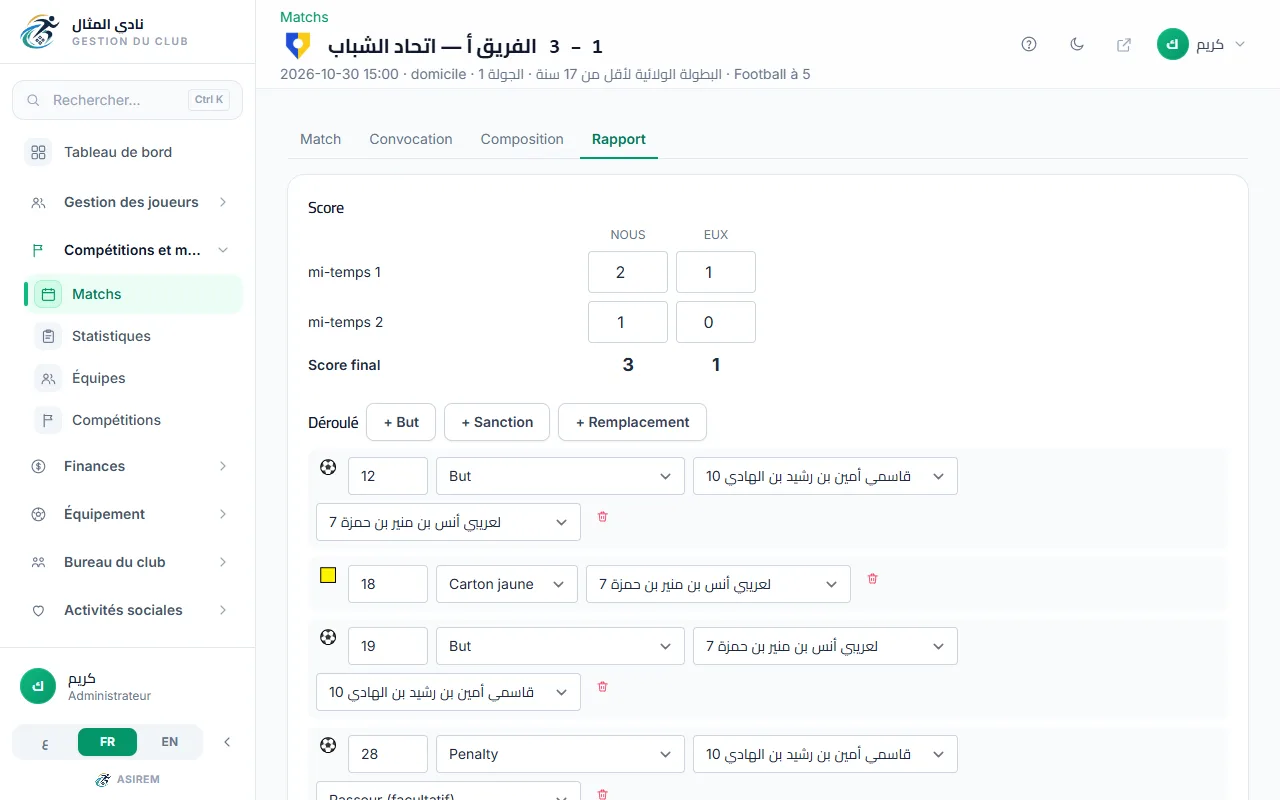 نادي المثال
GESTION DU CLUB
Rechercher...
Ctrl K
Tableau de bord
Gestion des joueurs
Compétitions et m...
Matchs
Statistiques
Équipes
Compétitions
Finances
Équipement
Bureau du club
Activités sociales
كريم
Administrateur
ع
FR
EN
ASIREM
Matchs
الفريق أ — اتحاد الشباب 3 – 1
2026-10-30 15:00 · domicile · الجولة 1 · البطولة الولائية لأقل من 17 سنة · Football à 5
ك
كريم
Match
Convocation
Composition
Rapport
Score
NOUS
EUX
mi-temps 1
2
1
mi-temps 2
1
0
Score final
3
1
Déroulé
+ But
+ Sanction
+ Remplacement
12
But
قاسمي أمين بن رشيد بن الهادي 10
لعريبي أنس بن منير بن حمزة 7
18
Carton jaune
لعريبي أنس بن منير بن حمزة 7
19
But
لعريبي أنس بن منير بن حمزة 7
قاسمي أمين بن رشيد بن الهادي 10
28
Penalty
قاسمي أمين بن رشيد بن الهادي 10
Passeur (facultatif)